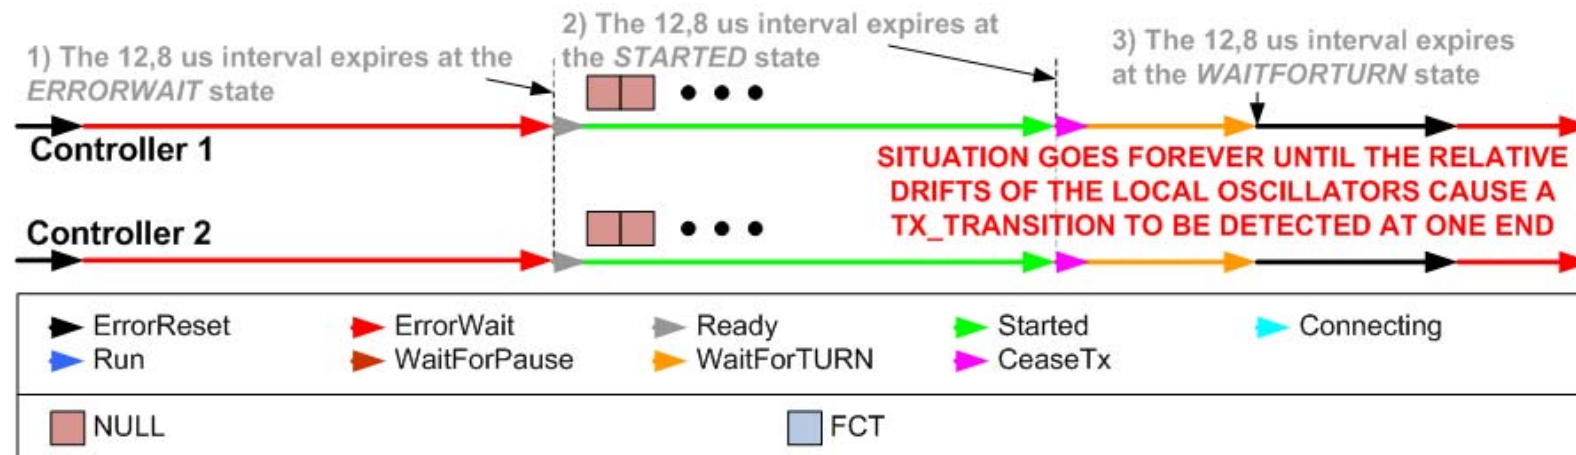 1) The 12,8 us interval expires at the
ERRORWAIT state
2) The 12,8 us interval expires at
the STARTED state
3) The 12,8 us interval expires
at the WAITFORTURN state
Controller 1
SITUATION GOES FOREVER UNTIL THE RELATIVE
DRIFTS OF THE LOCAL OSCILLATORS CAUSE A
TX_TRANSITION TO BE DETECTED AT ONE END
Controller 2
ErrorReset ErrorWait Ready Started Connecting
Run WaitForPause WaitForTURN CeaseTx
NULL FCT